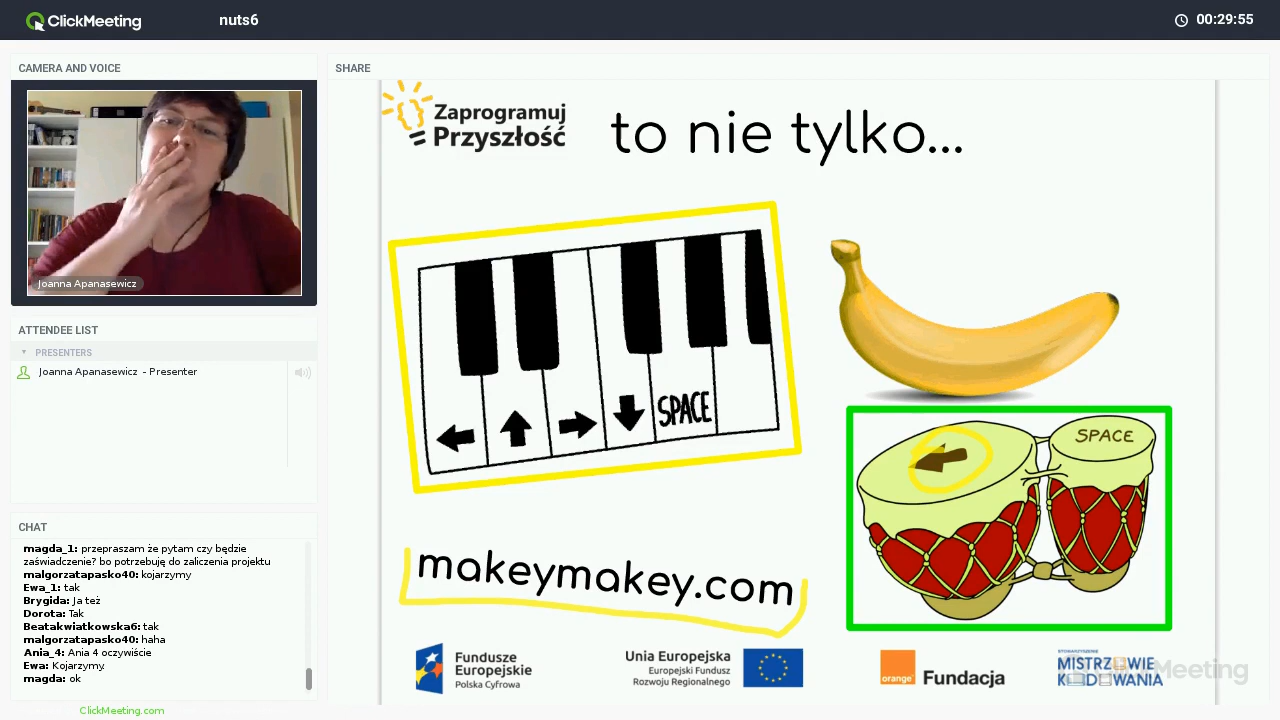 ClickMeeting
nuts6
00:29:55
CAMERA AND VOICE
SHARE
Joanna Apanasewicz
ATTENDEE LIST
PRESENTERS
Joanna Apanasewicz - Presenter
CHAT
magda_1: przepraszam że pytam czy będzie
zaświadczenie? bo potrzebuję do zaliczenia projektu
malgorzatapasko40: kojarzymy
Ewa_1: tak
Brygida: Ja też
Dorota: Tak
Beatakwiatkowska6: tak
malgorzatapasko40: haha
Ania_4: Ania 4 oczywiście
Ewa: Kojarzymy.
magda: ok
ClickMeeting.com
Zaprogramuj
Przyszłość
to nie tylko...
SPACE
SPACE
makeymakey.com
Fundusze
Europejskie
Polska Cyfrowa
Unia Europejska
Europejski Fundusz
Rozwoju Regionalnego
orange
Fundacja
STOWARZYSZENIE
MISTRZOWIE
KODOWANIA
ClickMeeting